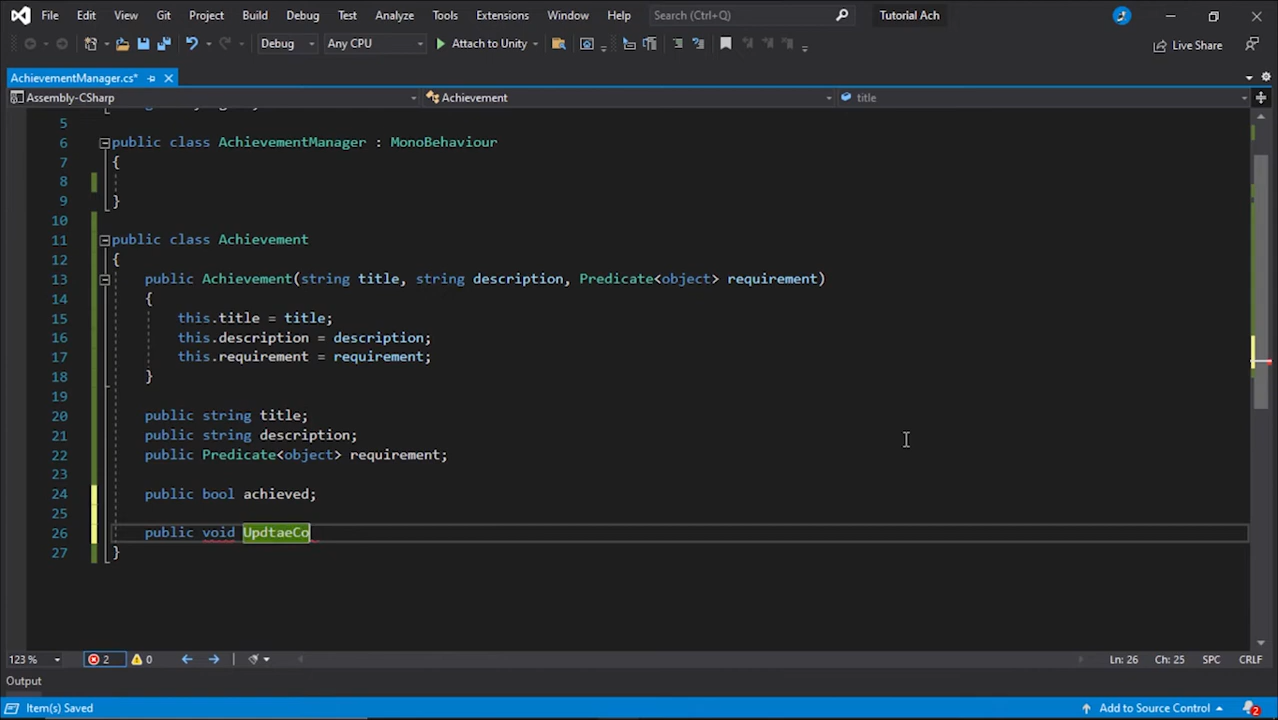 File Edit View Git Project Build Debug Test Analyze Tools Extensions Window Help Search (Ctrl+Q) Tutorial Ach
Debug Any CPU Attach to Unity Live Share
AchievementManager.cs*
Assembly-CSharp Achievement title
5
6 public class AchievementManager : MonoBehaviour
7 {
8
9 }
10
11 public class Achievement
12 {
13 public Achievement(string title, string description, Predicate<object> requirement)
14 {
15 this.title = title;
16 this.description = description;
17 this.requirement = requirement;
18 }
19
20 public string title;
21 public string description;
22 public Predicate<object> requirement;
23
24 public bool achieved;
25
26 public void UpdtaeCo
27 }
123 % 2 0 Ln: 26 Ch: 25 SPC CRLF
Output
Item(s) Saved Add to Source Control 2